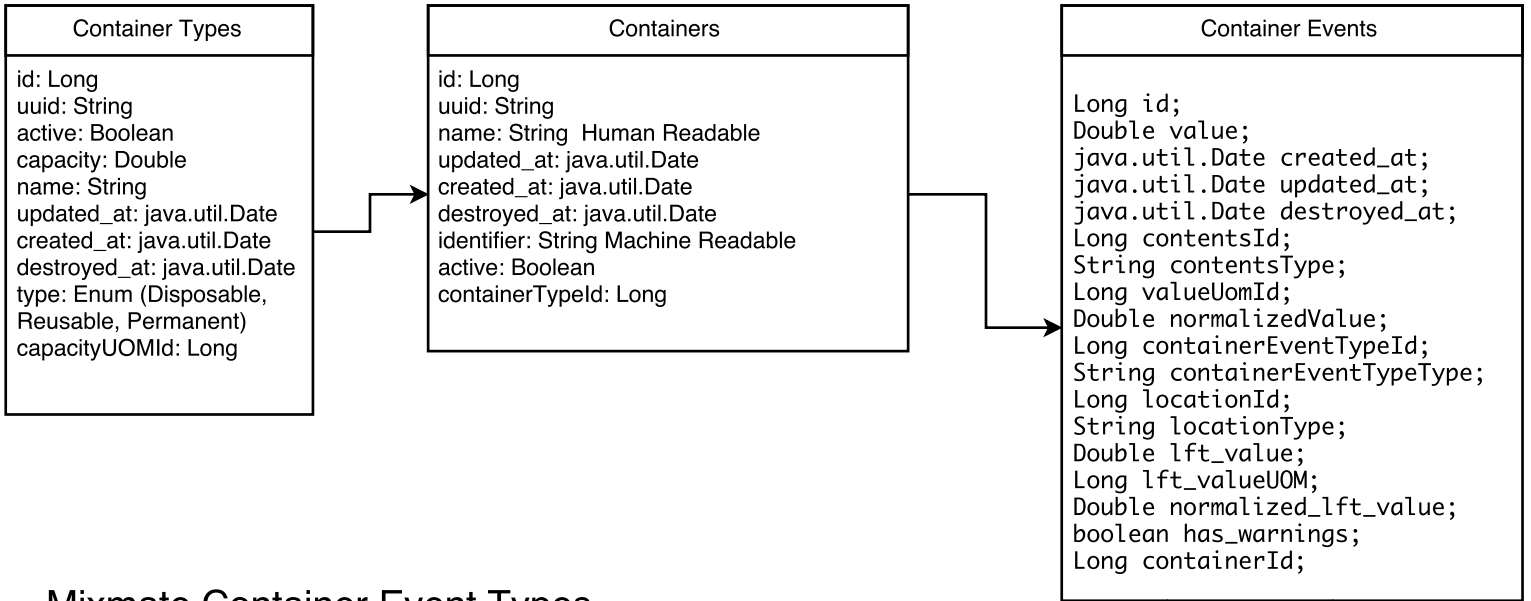 Container Types
id: Long
uuid: String
active: Boolean
capacity: Double
name: String
updated_at: java.util.Date
created_at: java.util.Date
destroyed_at: java.util.Date
type: Enum (Disposable,
Reusable, Permanent)
capacityUOMId: Long
Containers
id: Long
uuid: String
name: String  Human Readable
updated_at: java.util.Date
created_at: java.util.Date
destroyed_at: java.util.Date
identifier: String Machine Readable
active: Boolean
containerTypeId: Long
Container Events
Long id;
Double value;
java.util.Date created_at;
java.util.Date updated_at;
java.util.Date destroyed_at;
Long contentsId;
String contentsType;
Long valueUomId;
Double normalizedValue;
Long containerEventTypeId;
String containerEventTypeType;
Long locationId;
String locationType;
Double lft_value;
Long lft_valueUOM;
Double normalized_lft_value;
boolean has_warnings;
Long containerId;
Mixmate Container Event Types